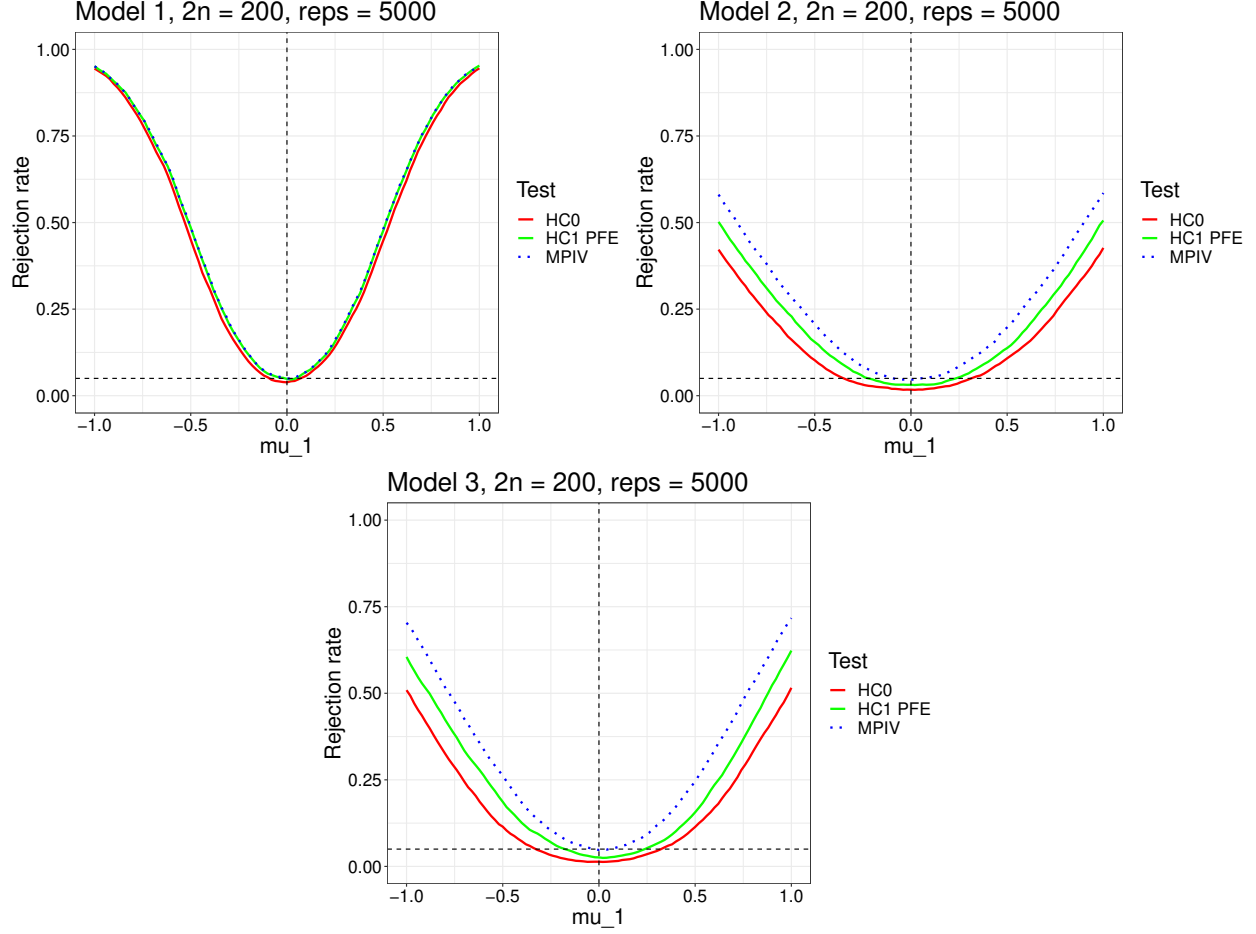 Model 1, 2n = 200, reps = 5000
1.00
0.75
0.50
0.25
0.00
Rejection rate
−1.0 −0.5 0.0 0.5 1.0
mu_1
Test
HC0
HC1 PFE
MPIV
Model 2, 2n = 200, reps = 5000
1.00
0.75
0.50
0.25
0.00
Rejection rate
−1.0 −0.5 0.0 0.5 1.0
mu_1
Test
HC0
HC1 PFE
MPIV
Model 3, 2n = 200, reps = 5000
1.00
0.75
0.50
0.25
0.00
Rejection rate
−1.0 −0.5 0.0 0.5 1.0
mu_1
Test
HC0
HC1 PFE
MPIV